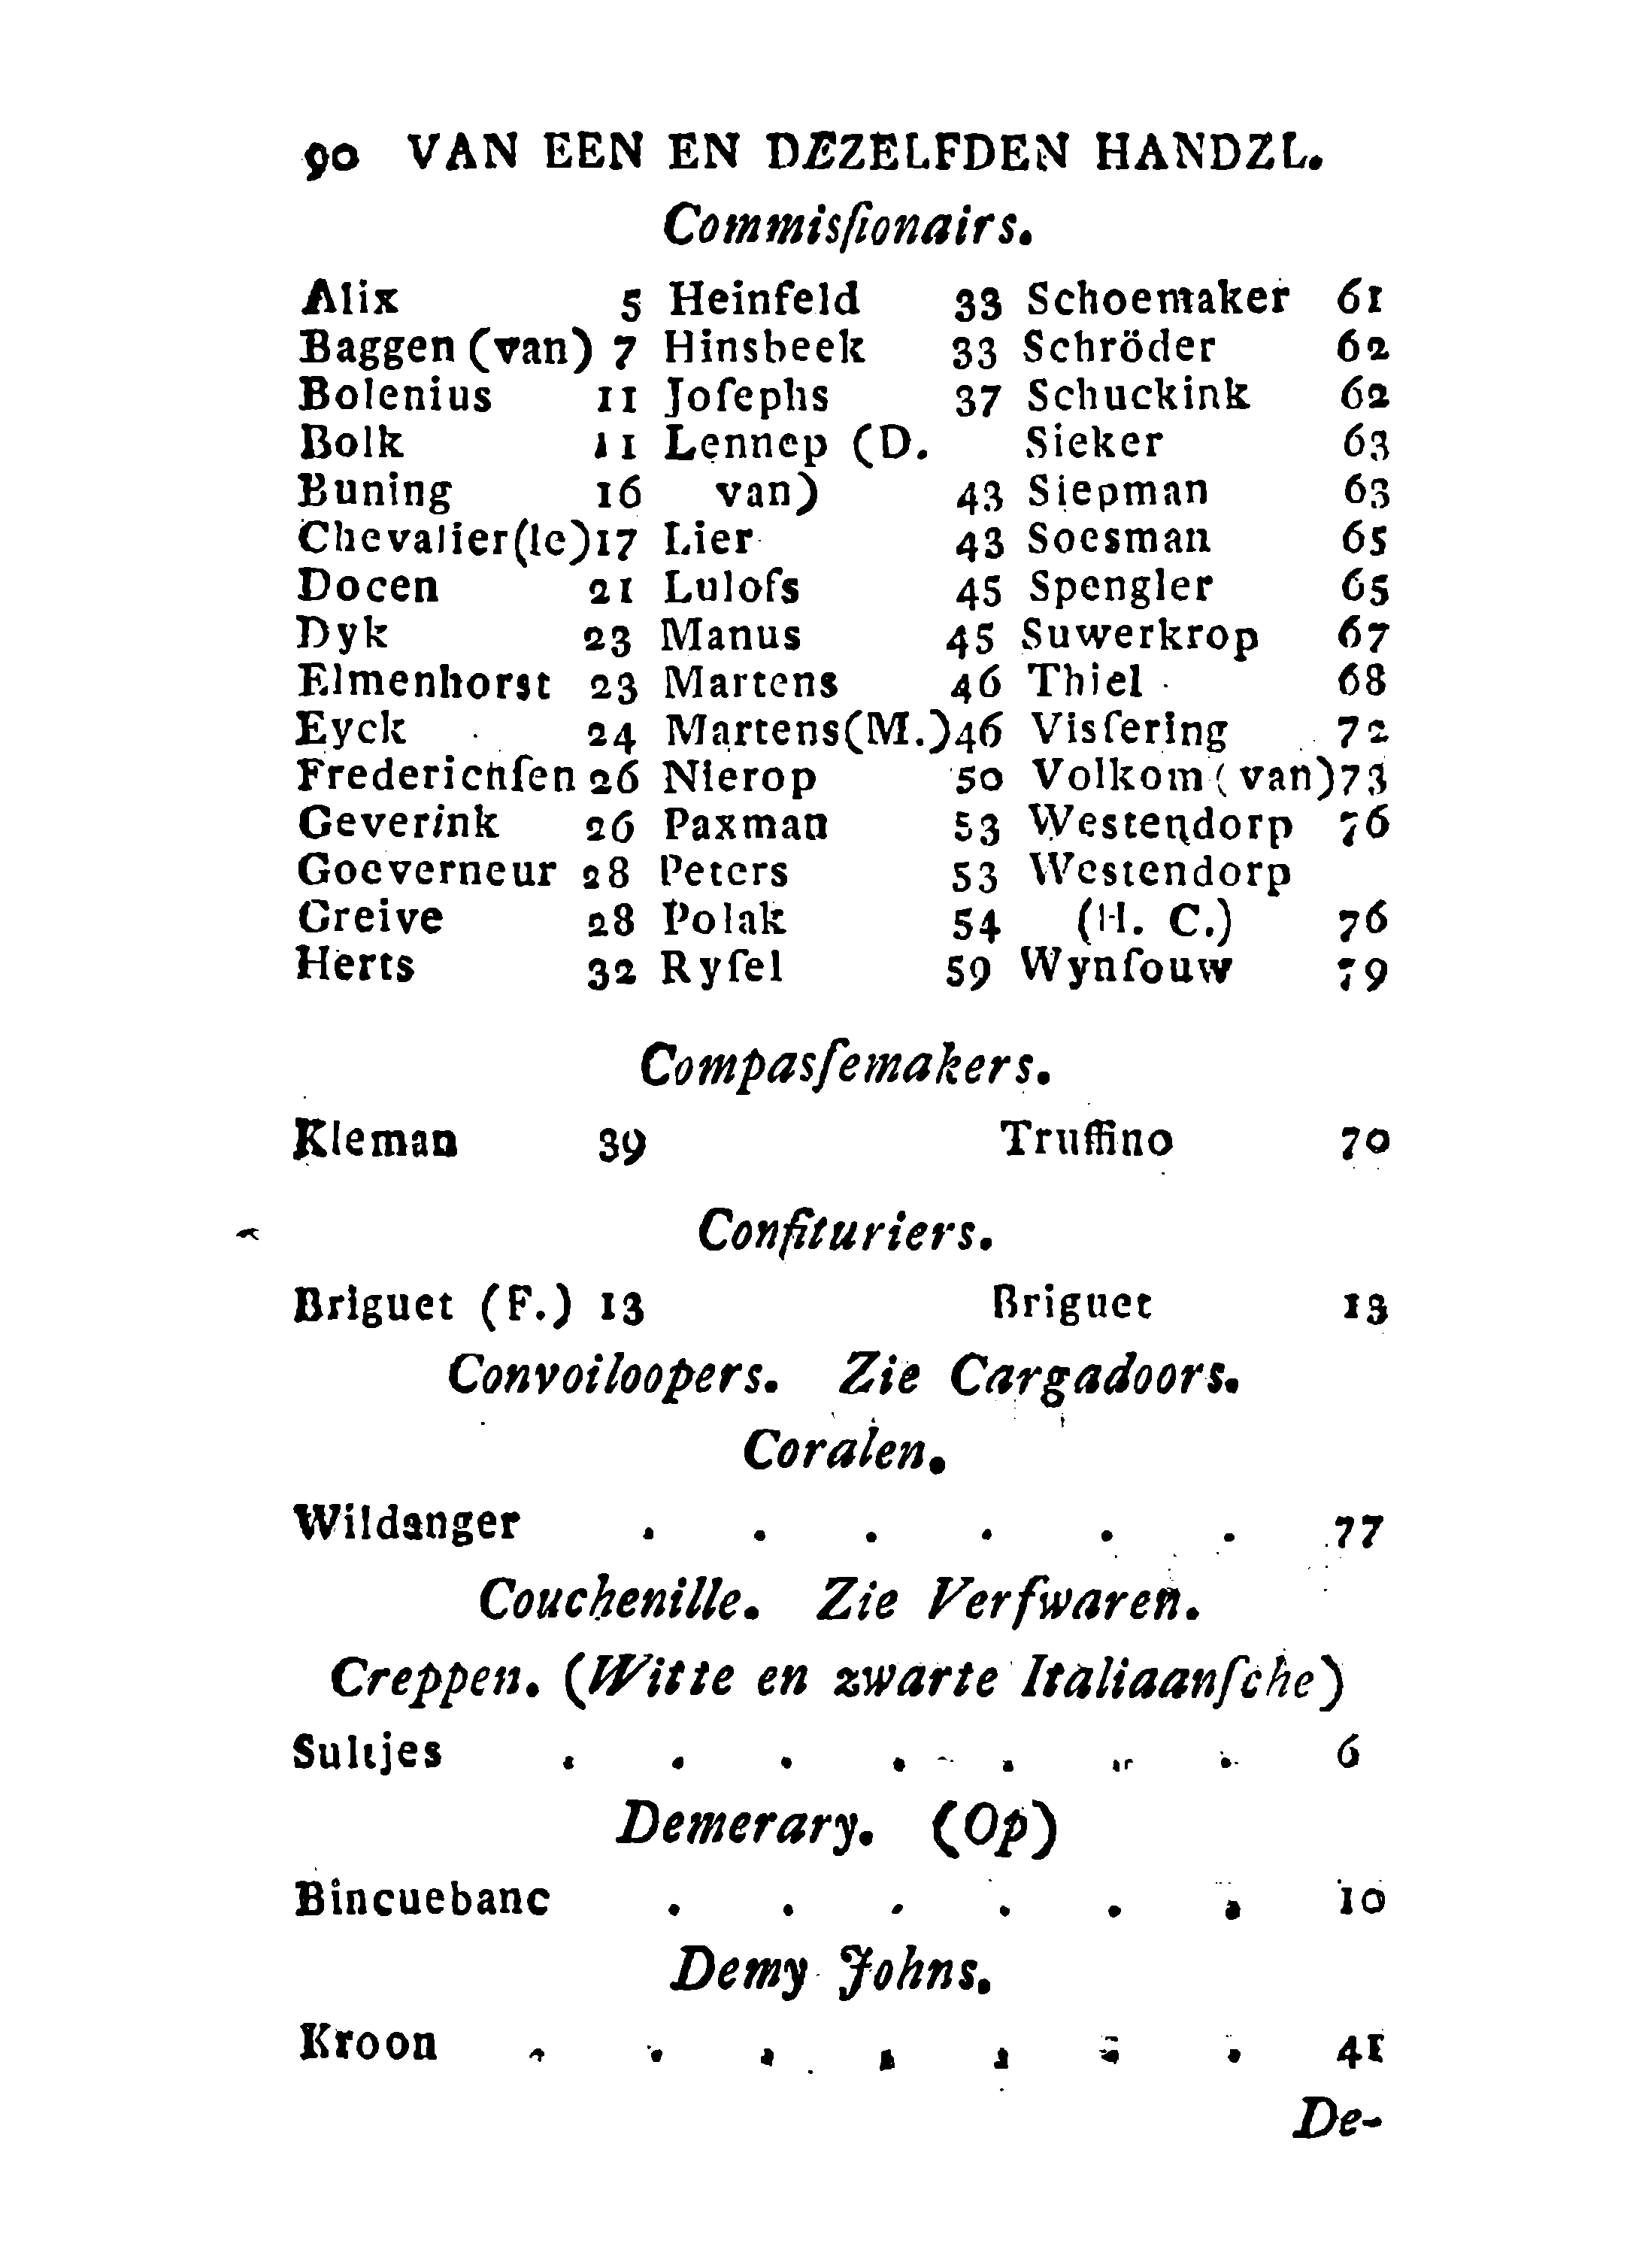 90 VAN EEN EN DEZELFDEN HANDZL.
Commisſionairs.
Alix 5 Heinfeld 33 Schoemaker 61
Baggen (van) 7 Hinsbeek 33 Schröder 62
Bolenius 11 Joſephs 37 Schuckink 62
Bolk 11 Lennep (D. Sieker 63
Buning 16 van) 43 Siepman 63
Chevalier(le)17 Lier 43 Soesman 65
Docen 21 Lulofs 45 Spengler 65
Dyk 23 Manus 45 Suwerkrop 67
Elmenhorst 23 Martens 46 Thiel 68
Eyck 24 Martens(M.)46 Visſering 72
Frederichſen 26 Nierop 50 Volkom (van)73
Geverink 26 Paxman 53 Westendorp 76
Goeverneur 28 Peters 53 Westendorp
Greive 28 Polak 54 (H. C.) 76
Herts 32 Ryſel 59 Wynſouw 79
Compasſemakers.
Kleman 39 Truffino 70
Confituriers.
Briguet (F.) 13 Briguet 13
Convoiloopers. Zie Cargadoors.
Coralen.
Wildanger . . . . . . 77
Couchenille. Zie Verfwaren.
Creppen. (Witte en zwarte Italiaanſche)
Sultjes . . . . . . . 6
Demerary. (Op)
Bincuebanc . . . . . . 10
Demy Johns.
Kroon . . . . . . . 41
De-